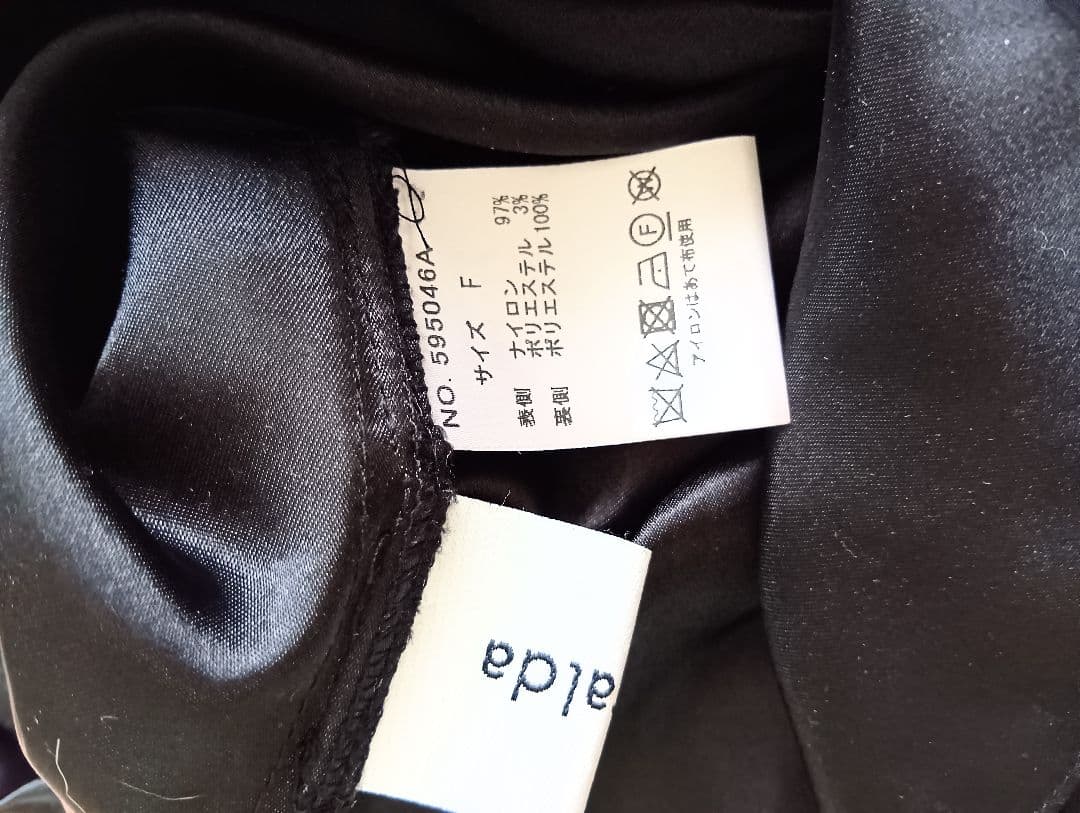 NO. 595046A
サイズ F
表側 ナイロン 97%
ポリエステル 3%
裏側 ポリエステル 100%
F W
アイロンはあて布使用
alda